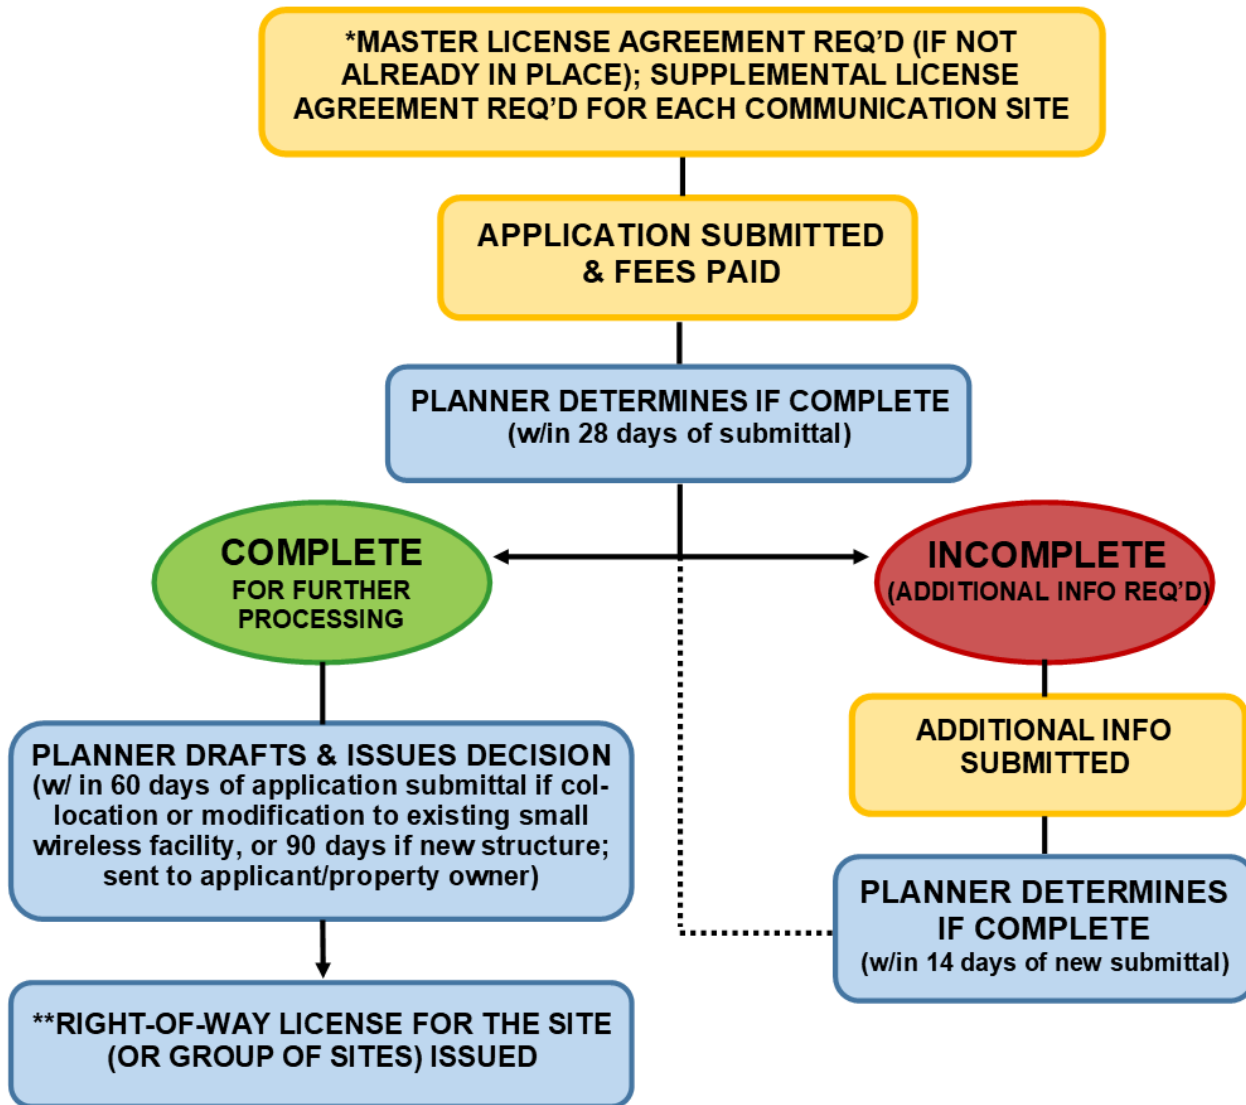 *MASTER LICENSE AGREEMENT REQ’D (IF NOT
ALREADY IN PLACE); SUPPLEMENTAL LICENSE
AGREEMENT REQ’D FOR EACH COMMUNICATION SITE
APPLICATION SUBMITTED
& FEES PAID
PLANNER DETERMINES IF COMPLETE
(w/in 28 days of submittal)
COMPLETE
FOR FURTHER
PROCESSING
INCOMPLETE
(ADDITIONAL INFO REQ’D)
PLANNER DRAFTS & ISSUES DECISION
(w/ in 60 days of application submittal if col-
location or modification to existing small
wireless facility, or 90 days if new structure;
sent to applicant/property owner)
ADDITIONAL INFO
SUBMITTED
PLANNER DETERMINES
IF COMPLETE
(w/in 14 days of new submittal)
**RIGHT-OF-WAY LICENSE FOR THE SITE
(OR GROUP OF SITES) ISSUED